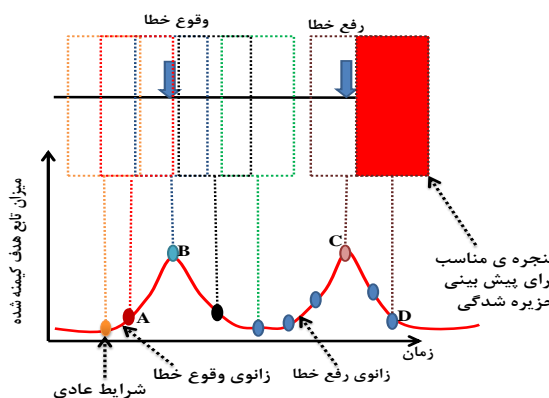 وقوع خطا
رفع خطا
میزان تابع هدف کمینه شده
B
C
A
D
پنجره ی مناسب
برای پیش بینی
جزیره شدگی
زمان
زانوی رفع خطا
زانوی وقوع خطا
شرایط عادی